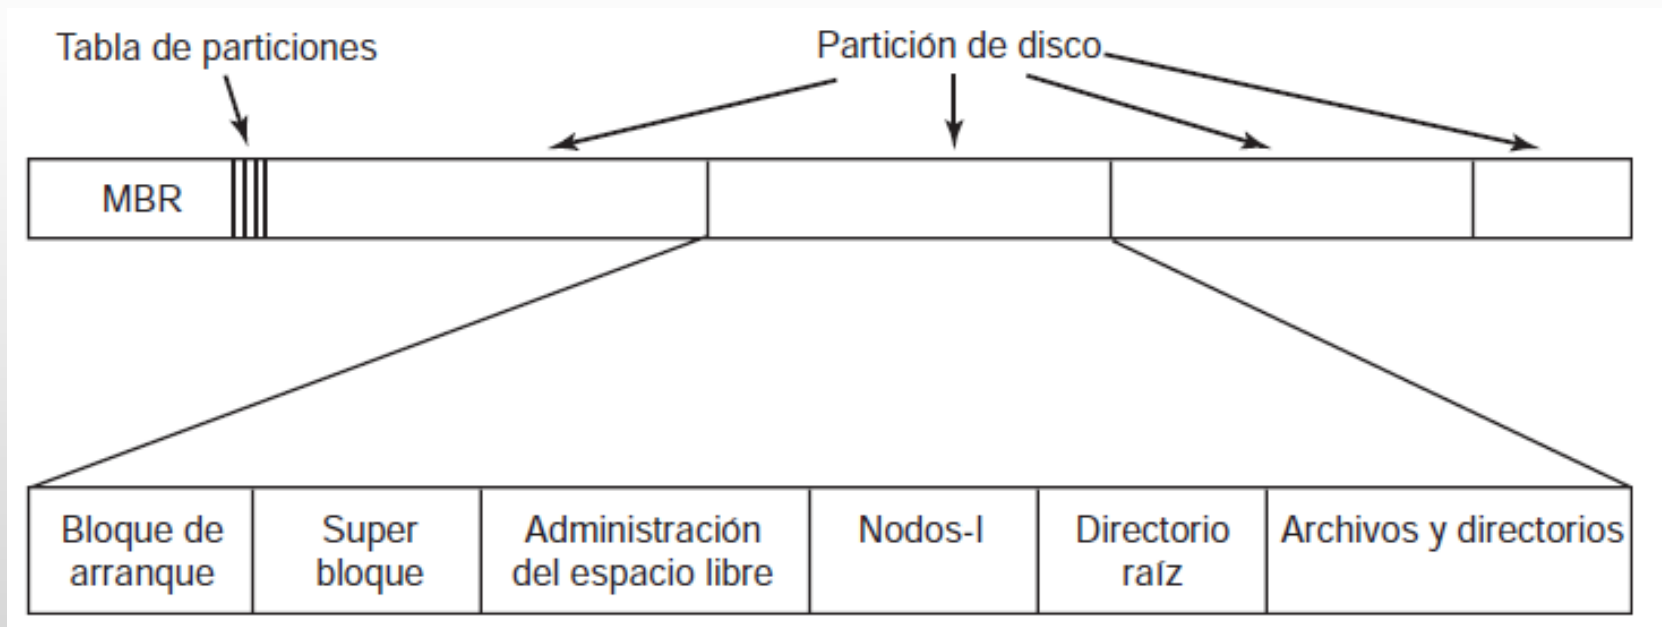 Tabla de particiones
Partición de disco
MBR
Bloque de
arranque
Super
bloque
Administración
del espacio libre
Nodos-I
Directorio
raíz
Archivos y directorios